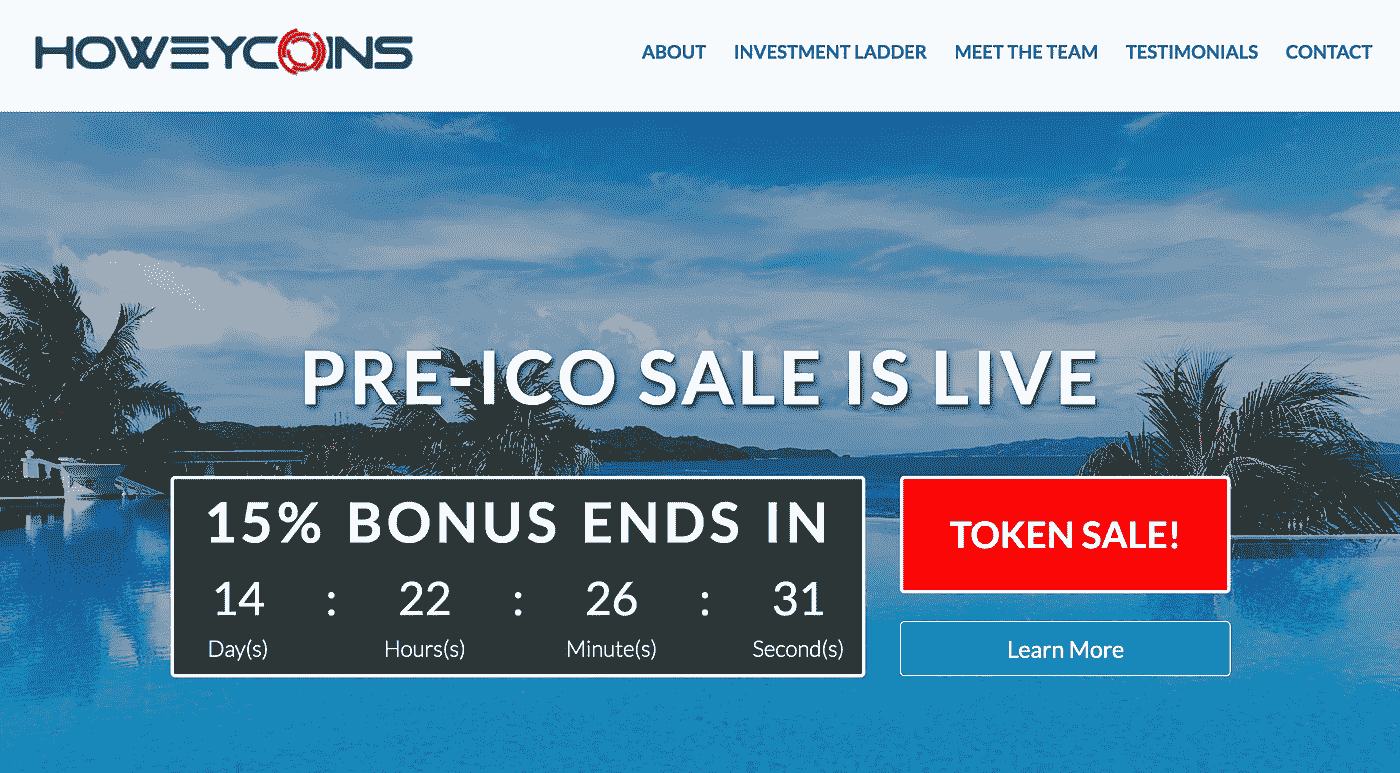 HOWEYCOINS
ABOUT INVESTMENT LADDER MEET THE TEAM TESTIMONIALS CONTACT
PRE-ICO SALE IS LIVE
15% BONUS ENDS IN
14 : 22 : 26 : 31
Day(s) Hours(s) Minute(s) Second(s)
TOKEN SALE!
Learn More